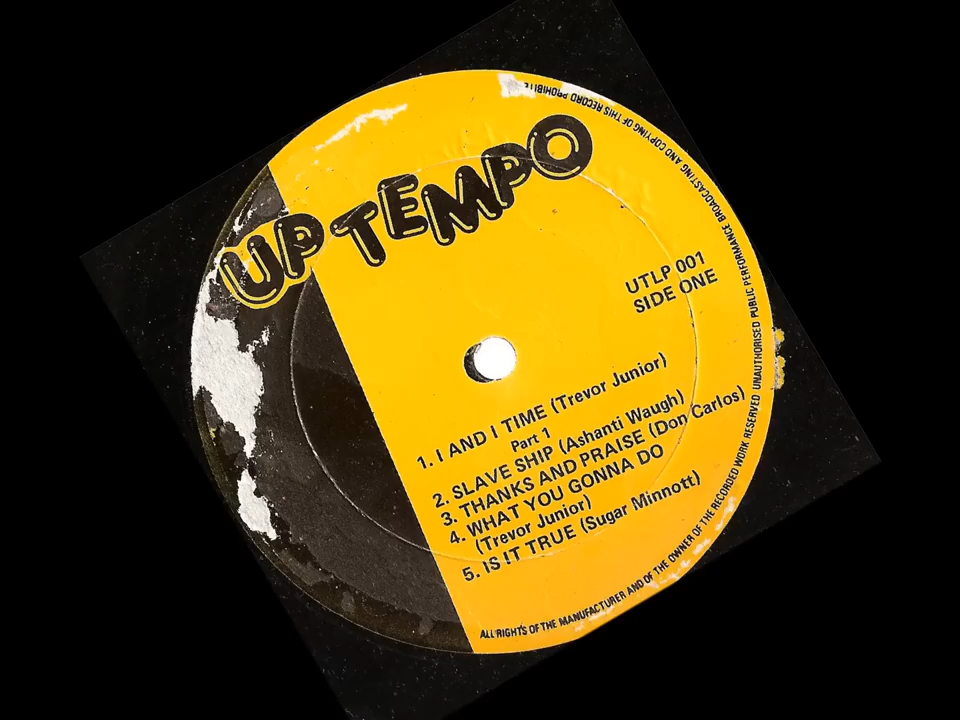 UP TEMPO
UTLP 001
SIDE ONE
1. I AND I TIME (Trevor Junior)
Part 1
2. SLAVE SHIP (Ashanti Waugh)
3. THANKS AND PRAISE (Don Carlos)
4. WHAT YOU GONNA DO
(Trevor Junior)
5. IS IT TRUE (Sugar Minnott)
ALL RIGHTS OF THE MANUFACTURER AND OF THE OWNER OF THE RECORDED WORK RESERVED UNAUTHORISED PUBLIC PERFORMANCE BROADCASTING AND COPYING OF THIS RECORD PROHIBITE